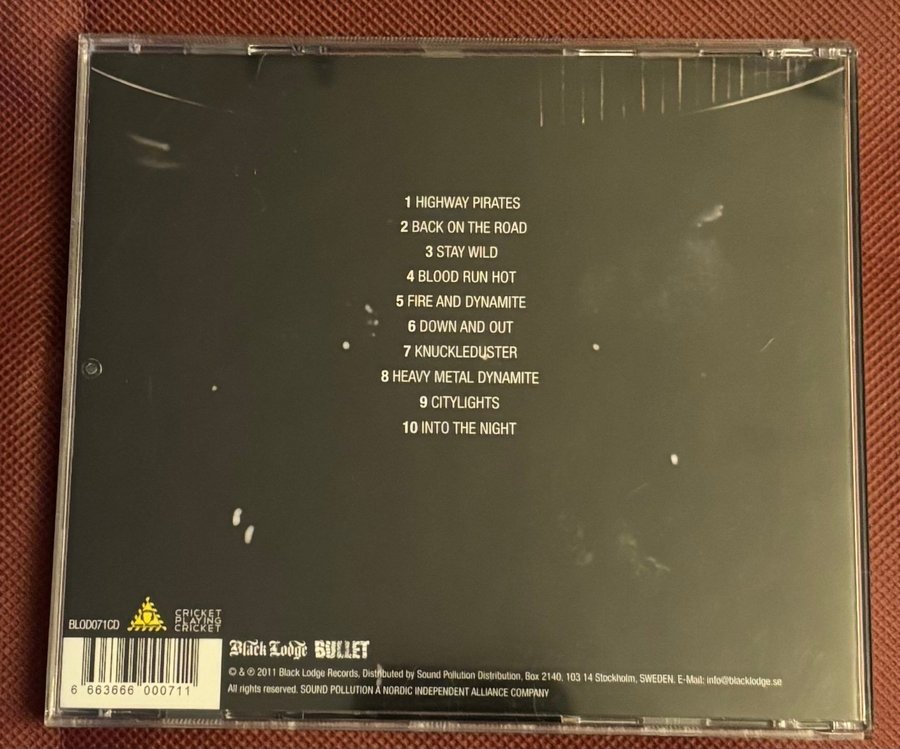 1 HIGHWAY PIRATES
2 BACK ON THE ROAD
3 STAY WILD
4 BLOOD RUN HOT
5 FIRE AND DYNAMITE
6 DOWN AND OUT
7 KNUCKLEDUSTER
8 HEAVY METAL DYNAMITE
9 CITYLIGHTS
10 INTO THE NIGHT
BLOD071CD
CRICKET
PLAYING
CRICKET
Black Lodge BULLET
6 663666 000711
© & ℗ 2011 Black Lodge Records, Distributed by Sound Pollution Distribution, Box 2140, 103 14 Stockholm, SWEDEN. E-Mail: info@blacklodge.se
All rights reserved. SOUND POLLUTION A NORDIC INDEPENDENT ALLIANCE COMPANY